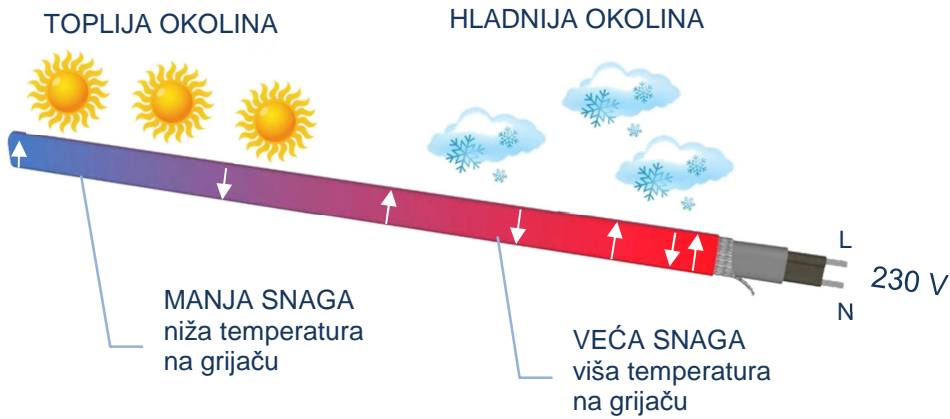 TOPLIJA OKOLINA
HLADNIJA OKOLINA
L
230 V
N
MANJA SNAGA
niža temperatura
na grijaču
VEĆA SNAGA
viša temperatura
na grijaču